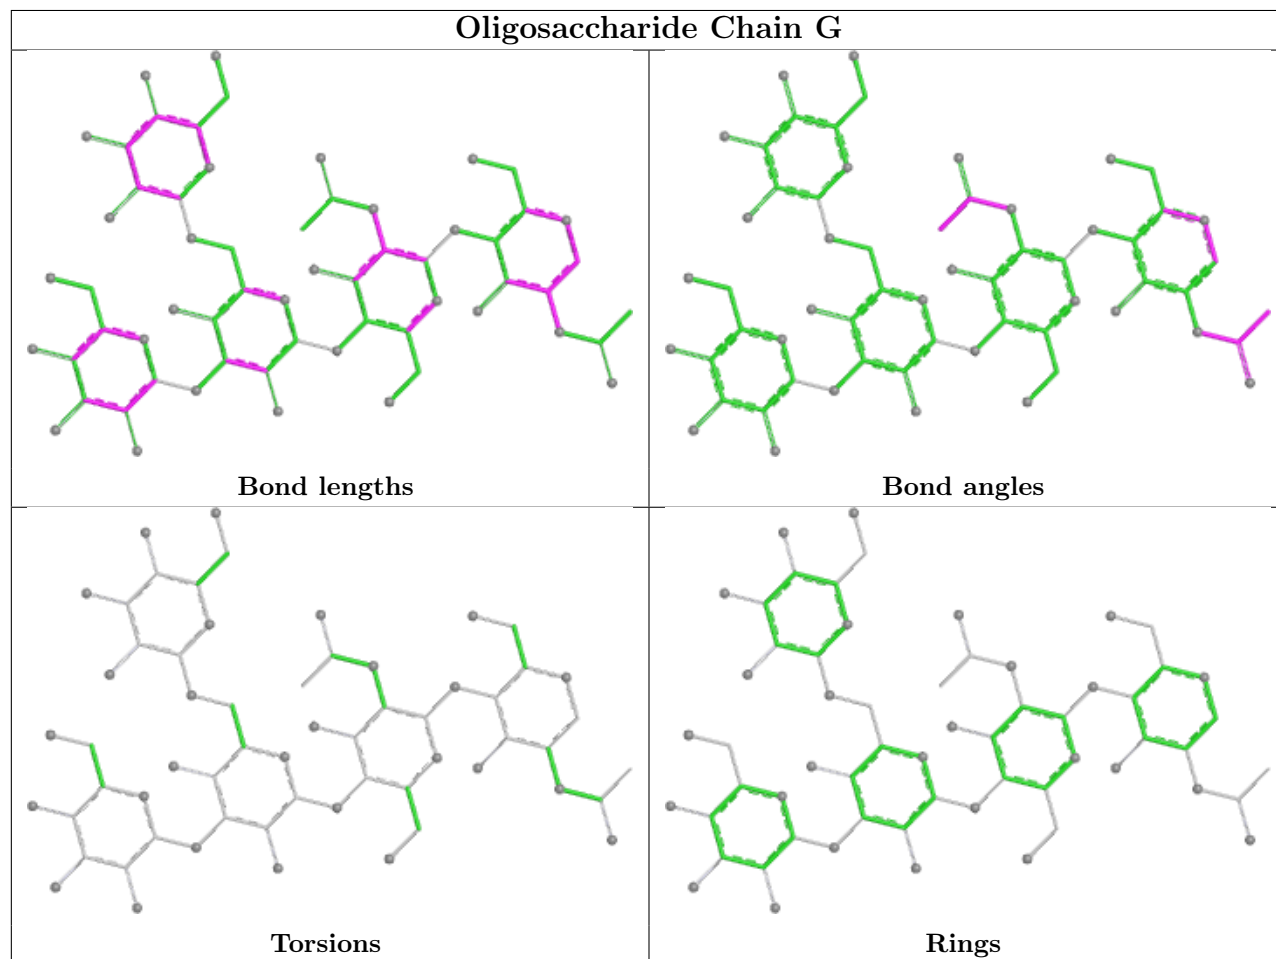 Oligosaccharide Chain G
Bond lengths
Bond angles
Torsions
Rings